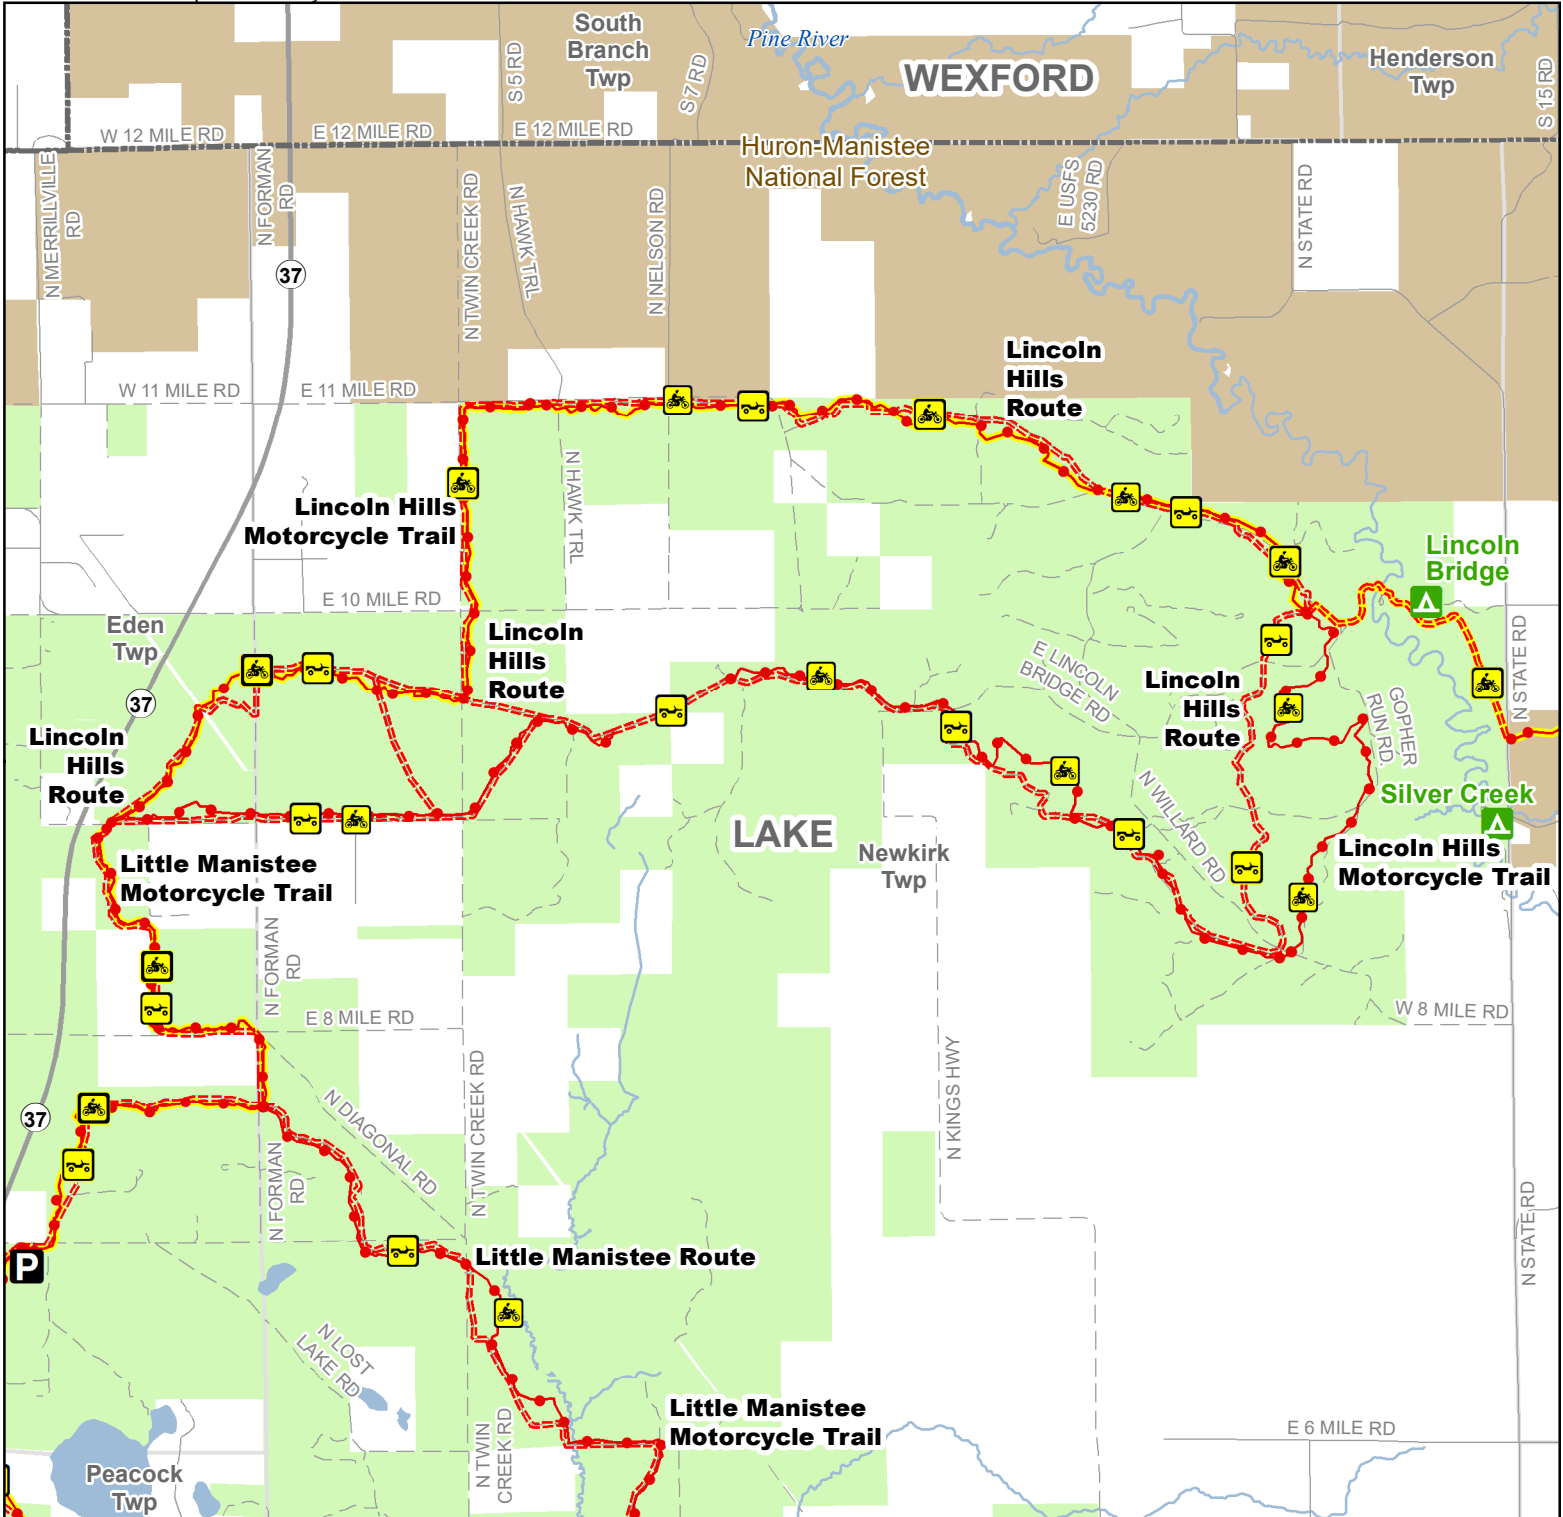 South
Branch
Twp
Pine River
WEXFORD
Henderson
Twp
S 5 RD
S 7 RD
S 15 RD
W 12 MILE RD
E 12 MILE RD
E 12 MILE RD
Huron-Manistee
National Forest
N MERRILLVILLE
RD
N FORMAN
RD
37
N TWIN CREEK RD
N HAWK TRL
N NELSON RD
E USFS
5230 RD
N STATE RD
W 11 MILE RD
E 11 MILE RD
Lincoln
Hills
Route
Lincoln Hills
Motorcycle Trail
N HAWK TRL
Lincoln
Bridge
E 10 MILE RD
Eden
Twp
Lincoln
Hills
Route
E LINCOLN
BRIDGE RD
N STATE RD
37
Lincoln
Hills
Route
GOPHER
RUN RD.
Lincoln
Hills
Route
N WILLARD RD
Silver Creek
LAKE
Newkirk
Twp
Little Manistee
Motorcycle Trail
Lincoln Hills
Motorcycle Trail
N FORMAN
RD
E 8 MILE RD
W 8 MILE RD
37
N DIAGONAL RD
N TWIN CREEK RD
N KINGS HWY
N FORMAN
RD
N STATE RD
P
Little Manistee Route
N LOST
LAKE RD
Little Manistee
Motorcycle Trail
N TWIN
CREEK RD
E 6 MILE RD
Peacock
Twp